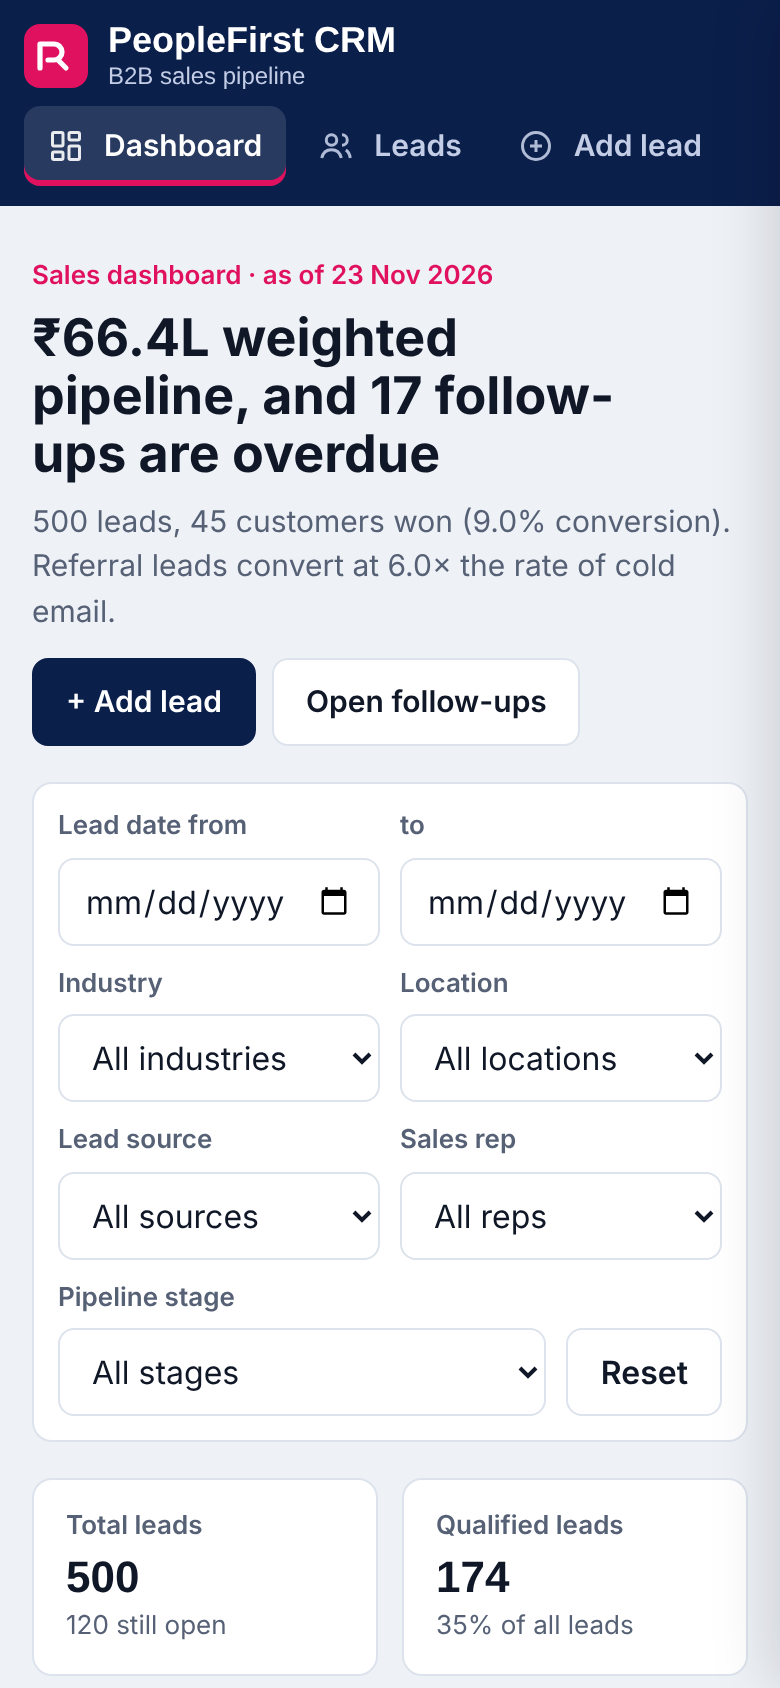 PeopleFirst CRM
B2B sales pipeline
Dashboard
Leads
Add lead
Sales dashboard · as of 23 Nov 2026
₹66.4L weighted
pipeline, and 17 follow-
ups are overdue
500 leads, 45 customers won (9.0% conversion).
Referral leads convert at 6.0× the rate of cold
email.
+ Add lead
Open follow-ups
Lead date from
to
mm/dd/yyyy
mm/dd/yyyy
Industry
Location
All industries
All locations
Lead source
Sales rep
All sources
All reps
Pipeline stage
All stages
Reset
Total leads
500
120 still open
Qualified leads
174
35% of all leads